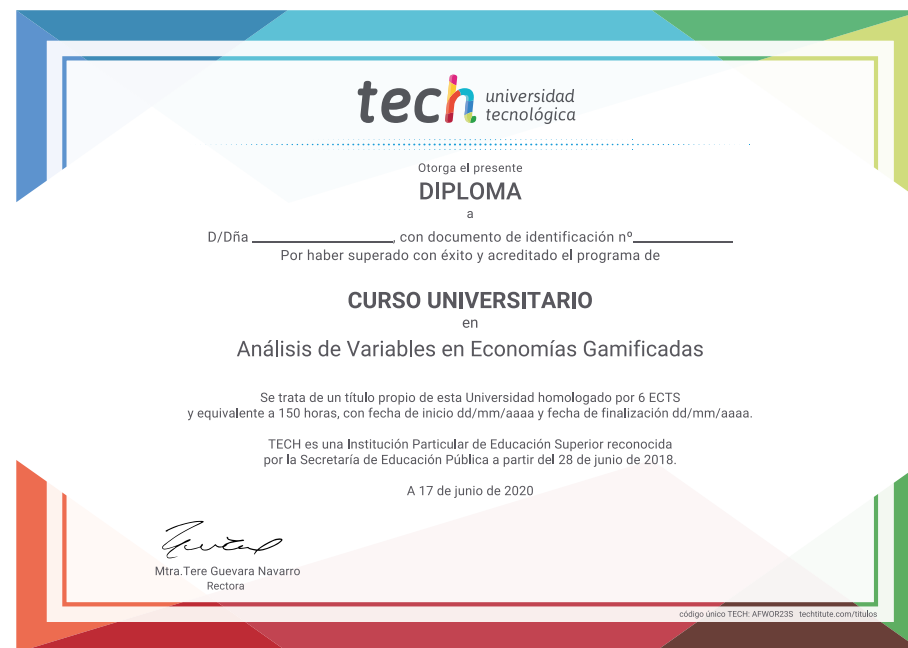 tech universidad
tecnológica
Otorga el presente
DIPLOMA
a
D/Dña ____________________, con documento de identificación nº______________
Por haber superado con éxito y acreditado el programa de
CURSO UNIVERSITARIO
en
Análisis de Variables en Economías Gamificadas
Se trata de un título propio de esta Universidad homologado por 6 ECTS
y equivalente a 150 horas, con fecha de inicio dd/mm/aaaa y fecha de finalización dd/mm/aaaa.
TECH es una Institución Particular de Educación Superior reconocida
por la Secretaría de Educación Pública a partir del 28 de junio de 2018.
A 17 de junio de 2020
Mtra.Tere Guevara Navarro
Rectora
código único TECH: AFWOR23S techtitute.com/titulos